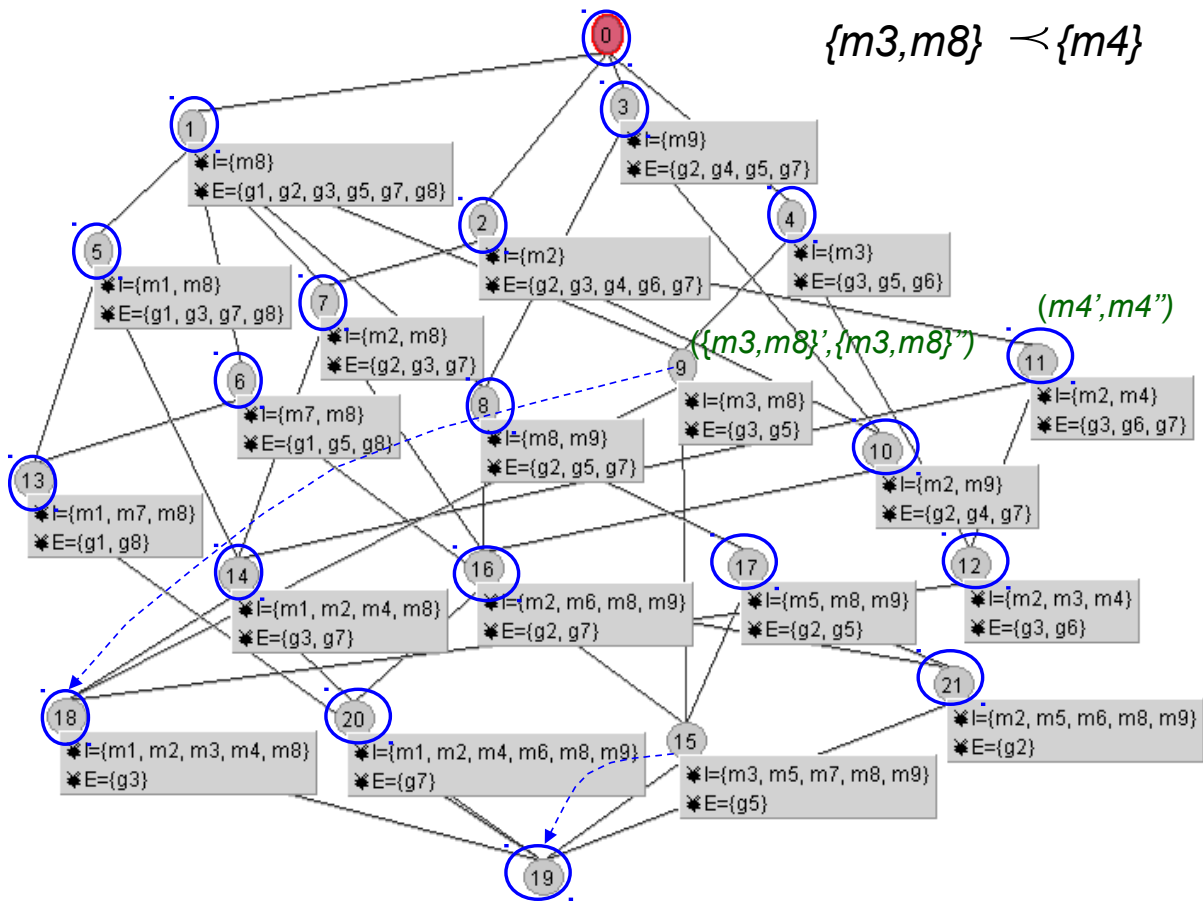 {m3,m8} ≺ {m4}
0
1
I={m8}
E={g1, g2, g3, g5, g7, g8}
3
I={m9}
E={g2, g4, g5, g7}
2
I={m2}
E={g2, g3, g4, g6, g7}
4
I={m3}
E={g3, g5, g6}
5
I={m1, m8}
E={g1, g3, g7, g8}
7
I={m2, m8}
E={g2, g3, g7}
({m3,m8}',{m3,m8}")
(m4',m4")
6
I={m7, m8}
E={g1, g5, g8}
8
I={m8, m9}
E={g2, g5, g7}
9
I={m3, m8}
E={g3, g5}
11
I={m2, m4}
E={g3, g6, g7}
10
I={m2, m9}
E={g2, g4, g7}
13
I={m1, m7, m8}
E={g1, g8}
14
I={m1, m2, m4, m8}
E={g3, g7}
16
I={m2, m6, m8, m9}
E={g2, g7}
17
I={m5, m8, m9}
E={g2, g5}
12
I={m2, m3, m4}
E={g3, g6}
18
I={m1, m2, m3, m4, m8}
E={g3}
20
I={m1, m2, m4, m6, m8, m9}
E={g7}
15
I={m3, m5, m7, m8, m9}
E={g5}
21
I={m2, m5, m6, m8, m9}
E={g2}
19